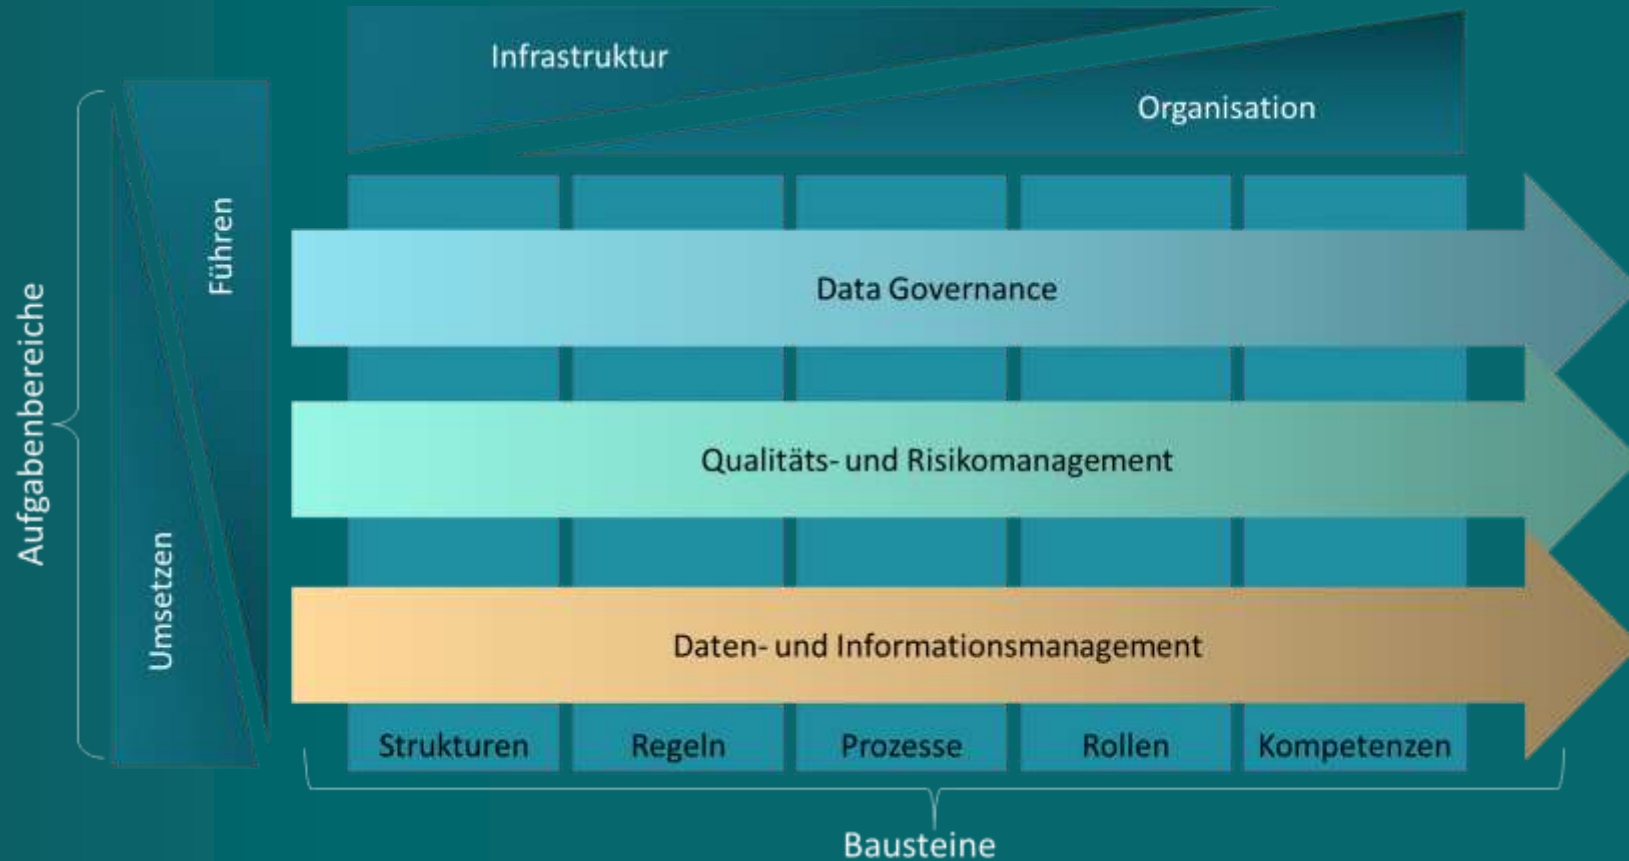 Infrastruktur
Organisation
Aufgabenbereiche
Führen
Umsetzen
Data Governance
Qualitäts- und Risikomanagement
Daten- und Informationsmanagement
Strukturen
Regeln
Prozesse
Rollen
Kompetenzen
Bausteine